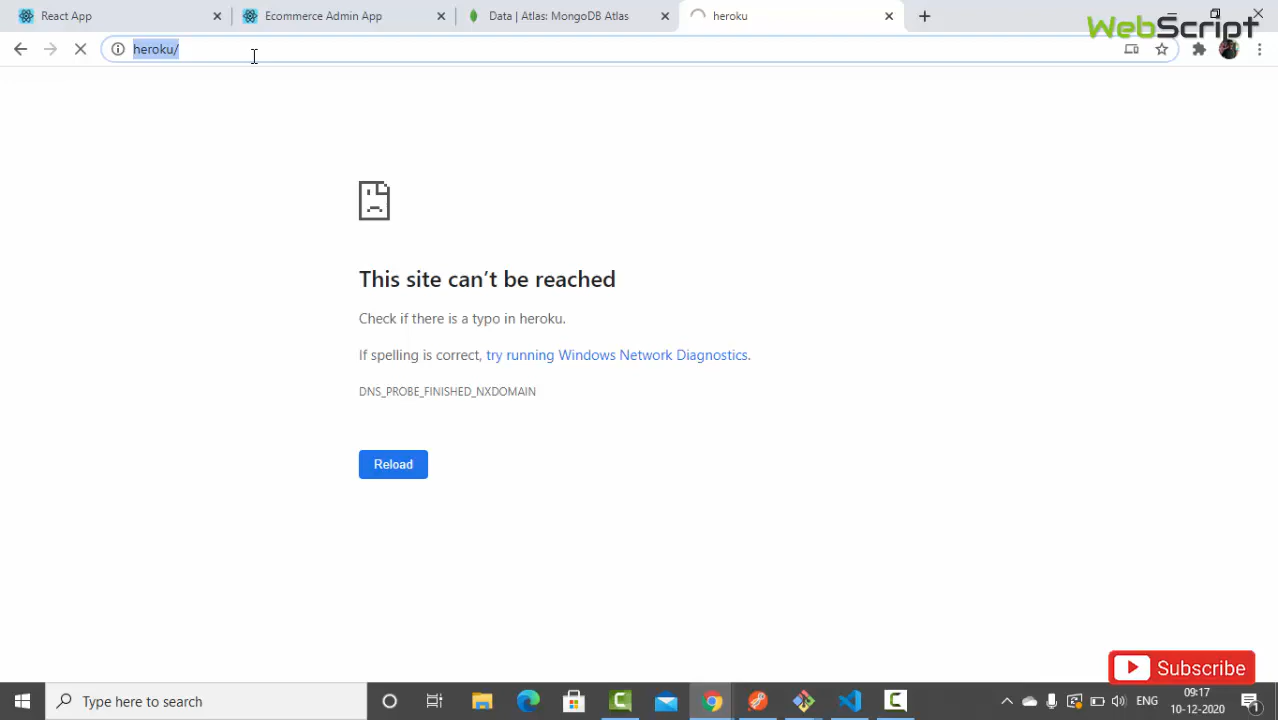 React App
Ecommerce Admin App
Data | Atlas: MongoDB Atlas
heroku
WebScript
heroku/
This site can't be reached
Check if there is a typo in heroku.
If spelling is correct, try running Windows Network Diagnostics.
DNS_PROBE_FINISHED_NXDOMAIN
Reload
Subscribe
Type here to search
ENG
09:17
10-12-2020
1